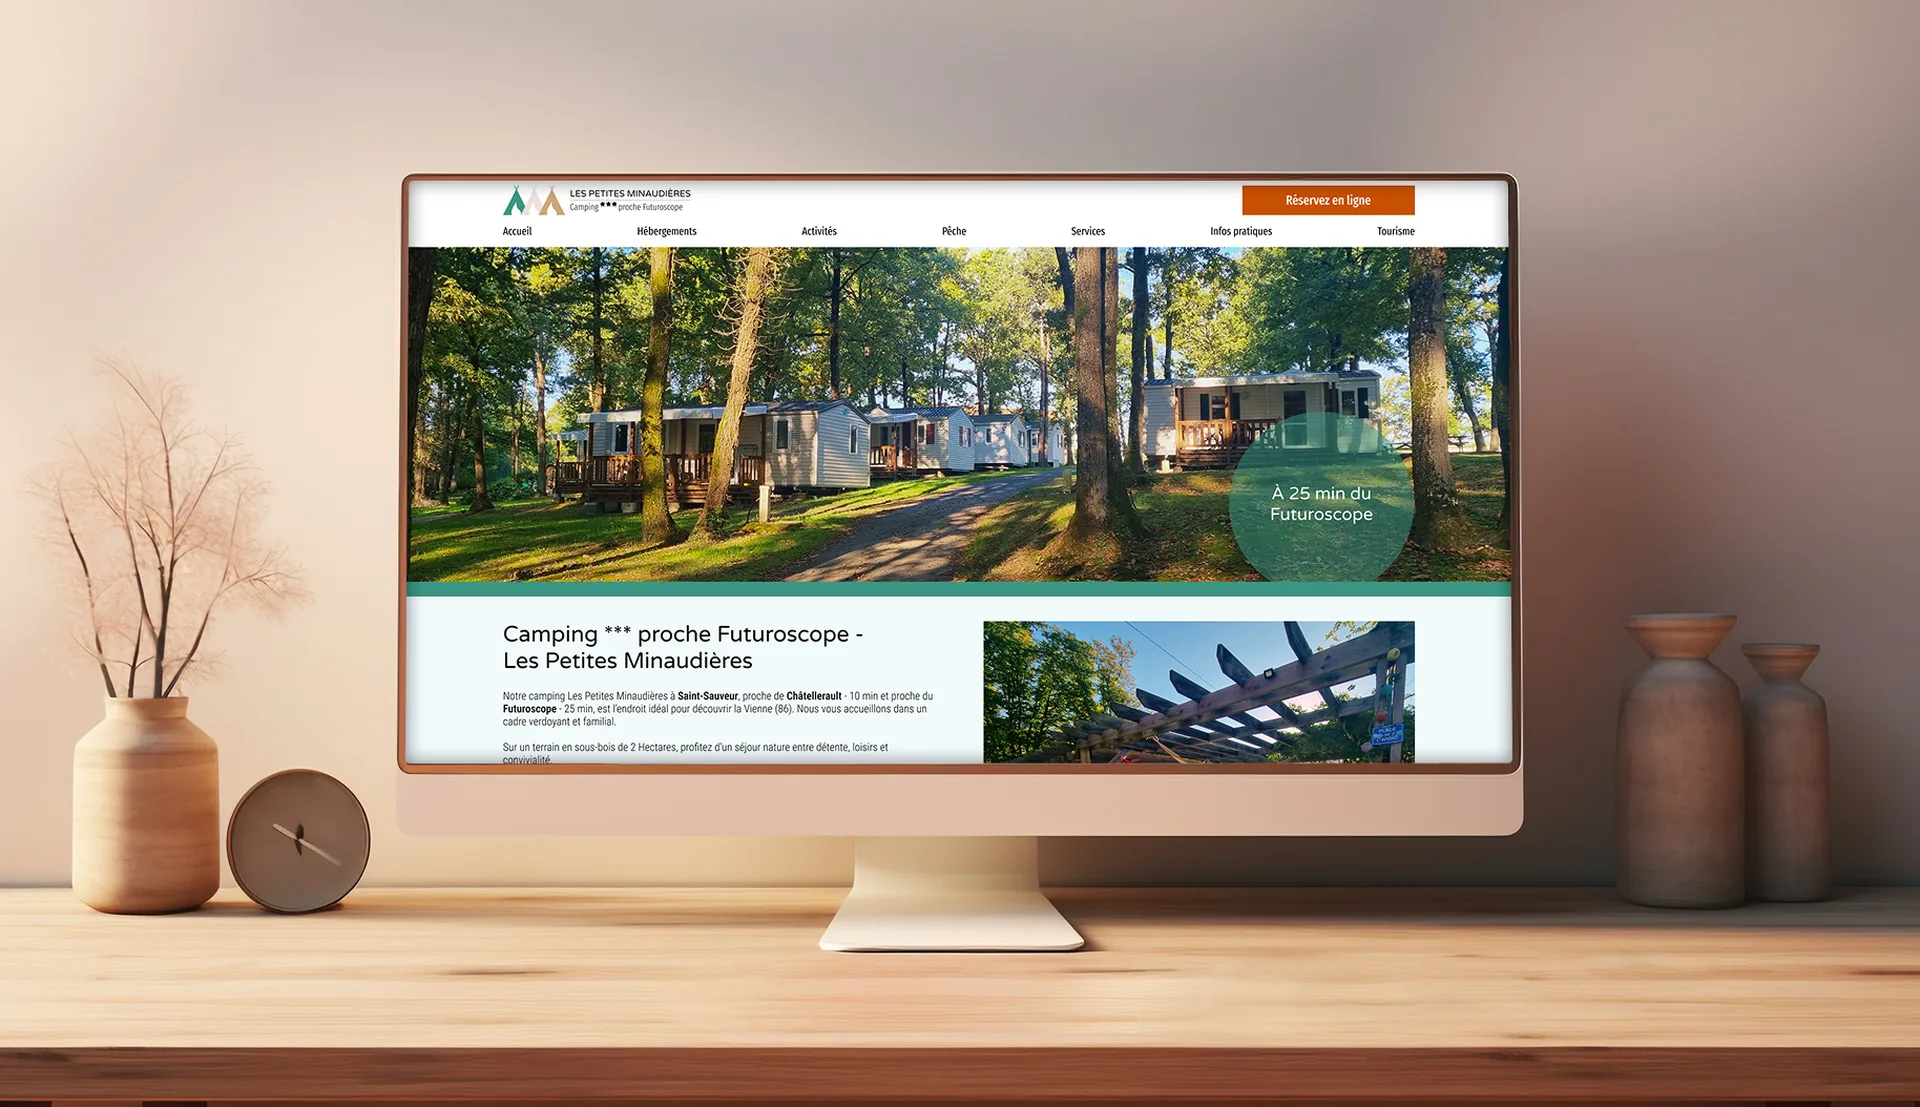 LES PETITES MINAUDIÈRES
Camping *** proche Futuroscope
Réservez en ligne
Accueil Hébergements Activités Pêche Services Infos pratiques Tourisme
À 25 min du
Futuroscope
Camping *** proche Futuroscope -
Les Petites Minaudières
Notre camping Les Petites Minaudières à Saint-Sauveur, proche de Châtellerault - 10 min et proche du
Futuroscope - 25 min, est l'endroit idéal pour découvrir la Vienne (86). Nous vous accueillons dans un
cadre verdoyant et familial.
Sur un terrain en sous-bois de 2 Hectares, profitez d'un séjour nature entre détente, loisirs et
convivialité.